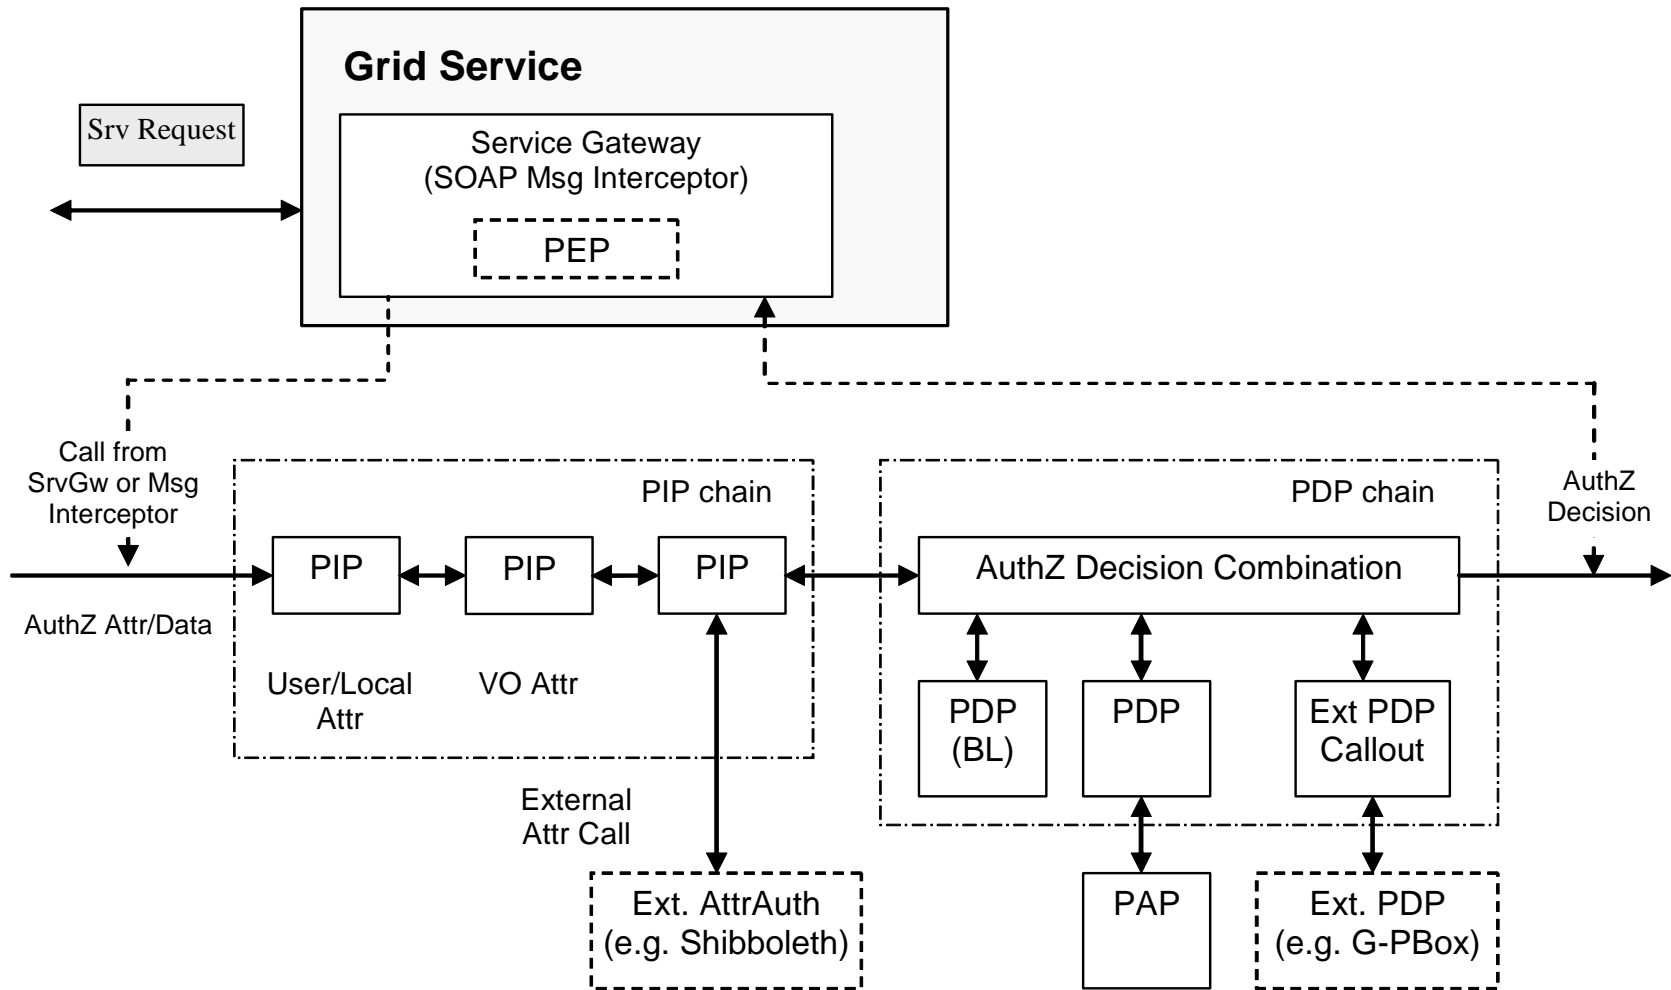 Grid Service
Srv Request
Service Gateway
(SOAP Msg Interceptor)
PEP
Call from
SrvGw or Msg
Interceptor
AuthZ Attr/Data
PIP chain
PIP
PIP
PIP
User/Local
Attr
VO Attr
External
Attr Call
Ext. AttrAuth
(e.g. Shibboleth)
PDP chain
AuthZ Decision Combination
PDP
(BL)
PDP
Ext PDP
Callout
PAP
Ext. PDP
(e.g. G-PBox)
AuthZ
Decision